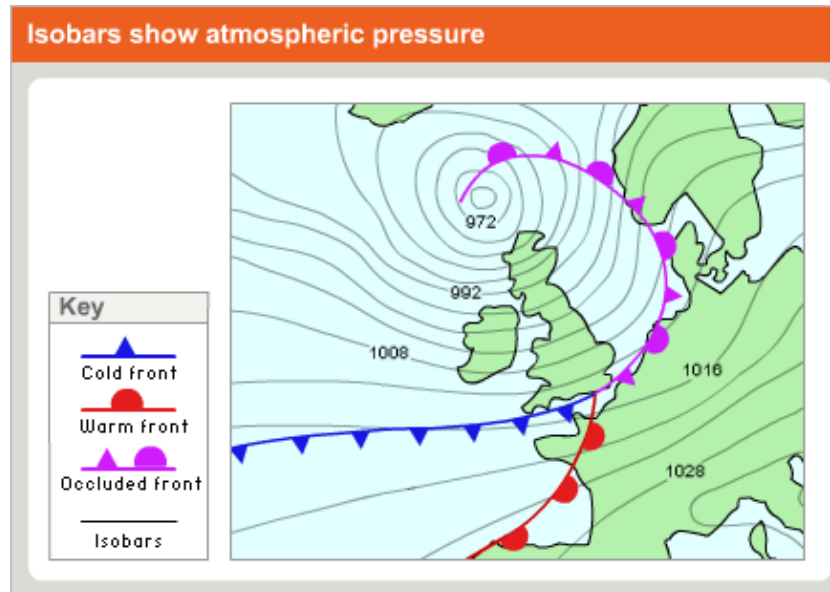 Isobars show atmospheric pressure
972
992
1008
1016
1028
Key
Cold front
Warm front
Occluded front
Isobars